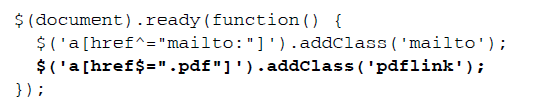 $(document).ready(function() {
  $('a[href^="mailto:"]').addClass('mailto');
  $('a[href$=".pdf"]').addClass('pdflink');
});